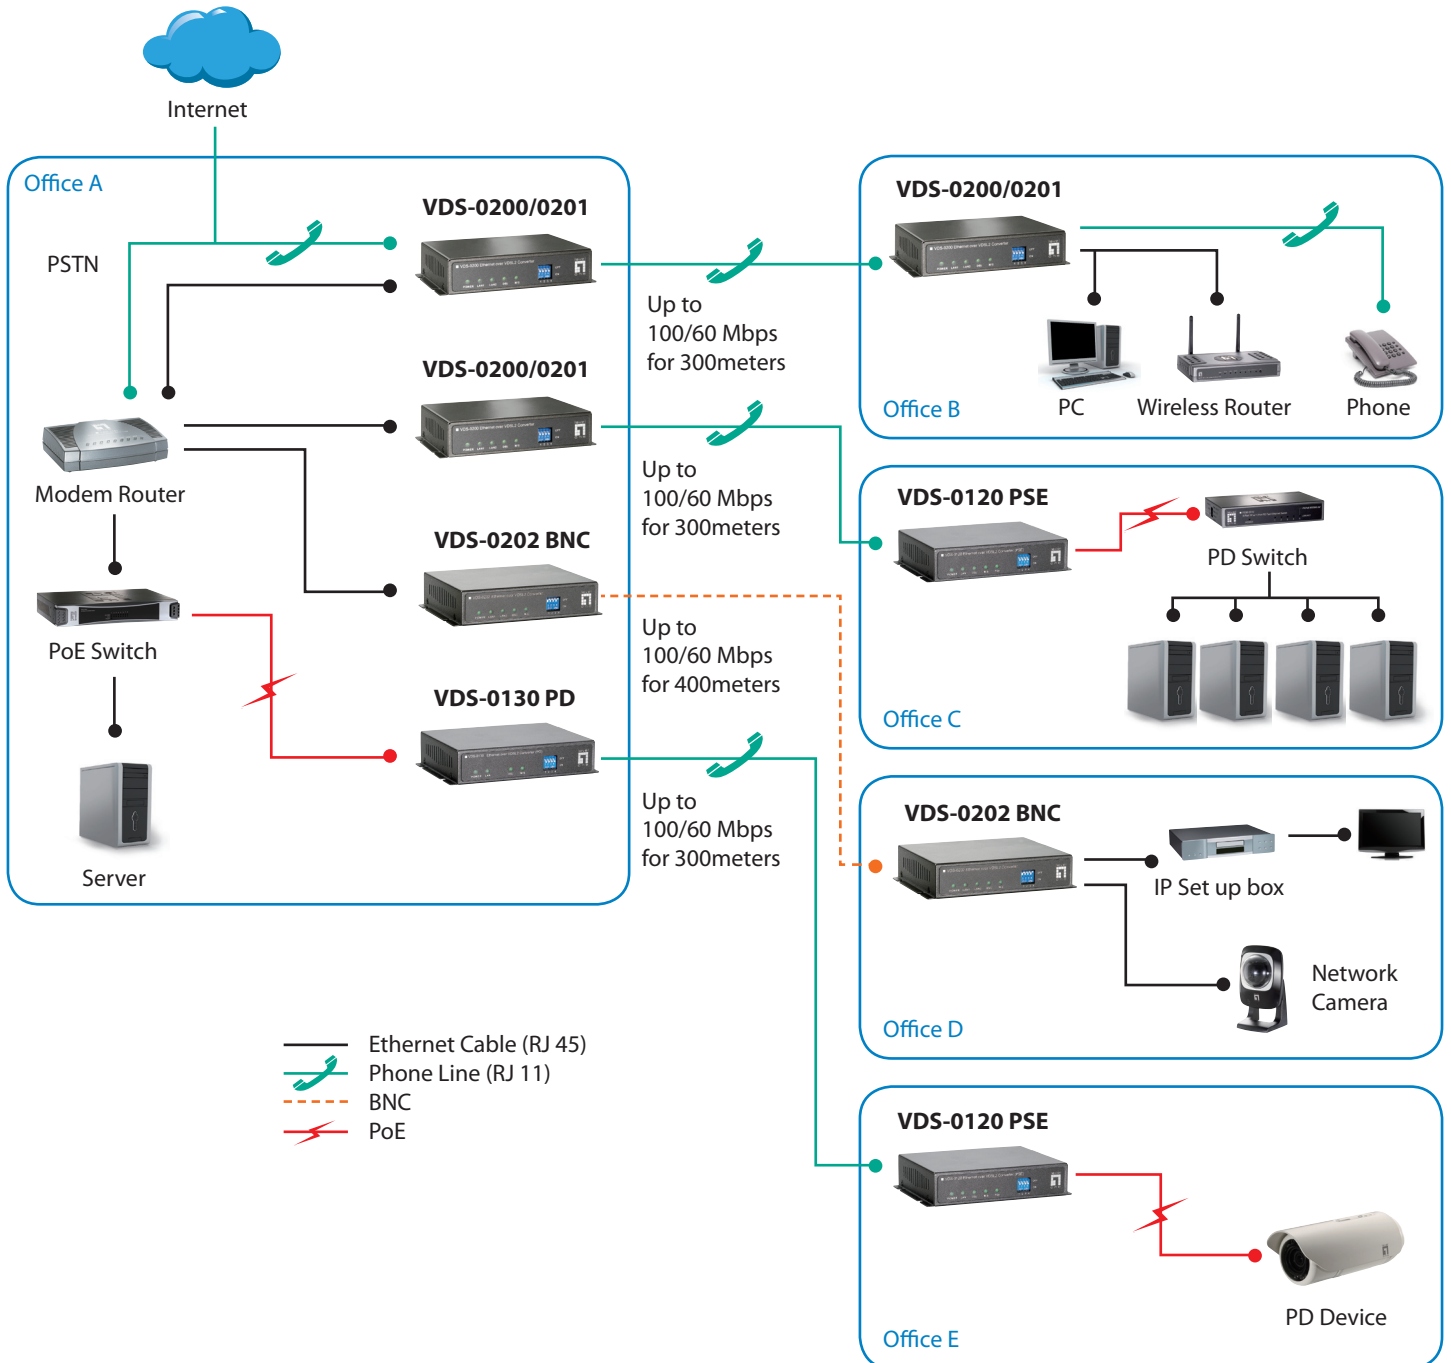 Internet
Office A
PSTN
VDS-0200/0201
VDS-0200/0201
Modem Router
VDS-0202 BNC
PoE Switch
VDS-0130 PD
Server
Up to
100/60 Mbps
for 300meters
Up to
100/60 Mbps
for 300meters
Up to
100/60 Mbps
for 400meters
Up to
100/60 Mbps
for 300meters
VDS-0200/0201
PC
Wireless Router
Phone
Office B
VDS-0120 PSE
PD Switch
Office C
VDS-0202 BNC
IP Set up box
Network
Camera
Office D
VDS-0120 PSE
PD Device
Office E
Ethernet Cable (RJ 45)
Phone Line (RJ 11)
BNC
PoE